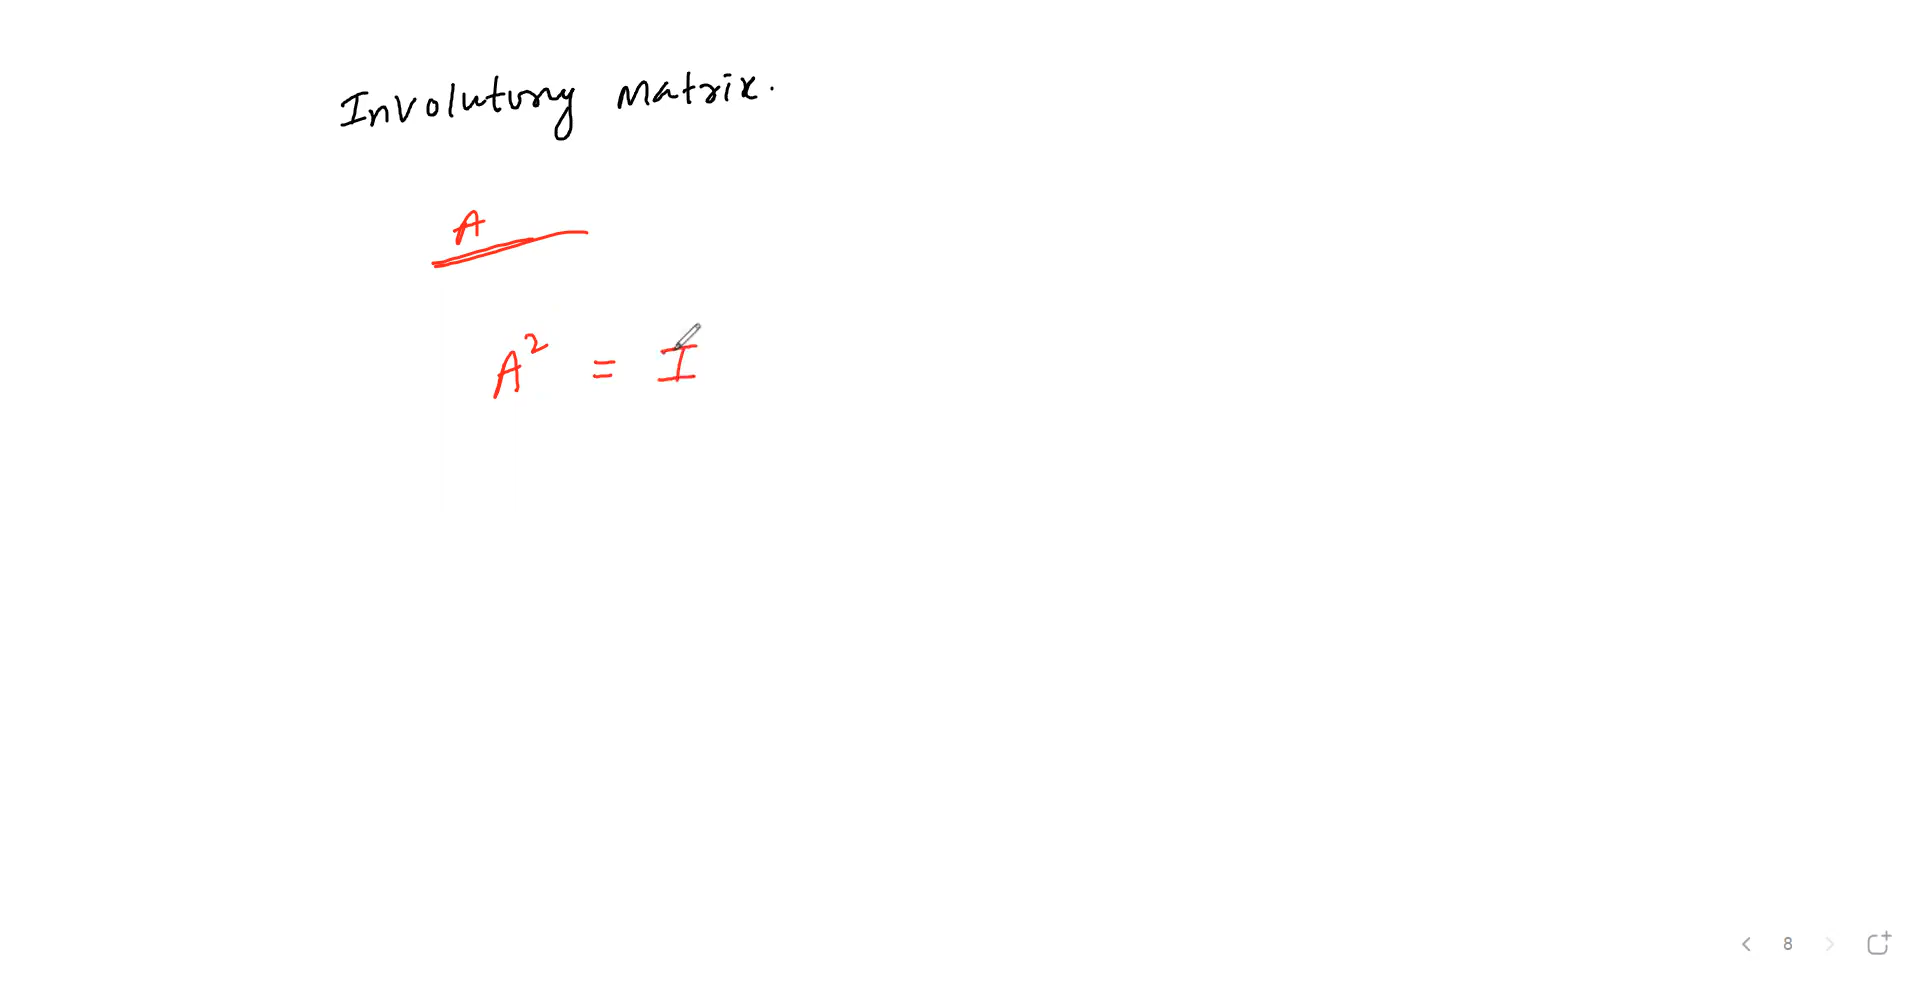 Involutory Matrix.
A
A² = I
8